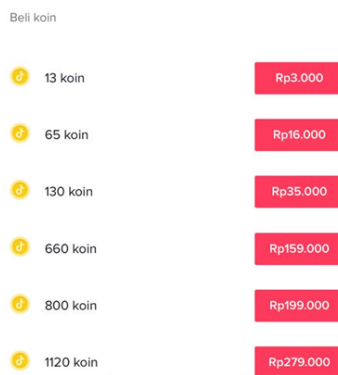 Beli koin
13 koin Rp3.000
65 koin Rp16.000
130 koin Rp35.000
660 koin Rp159.000
800 koin Rp199.000
1120 koin Rp279.000